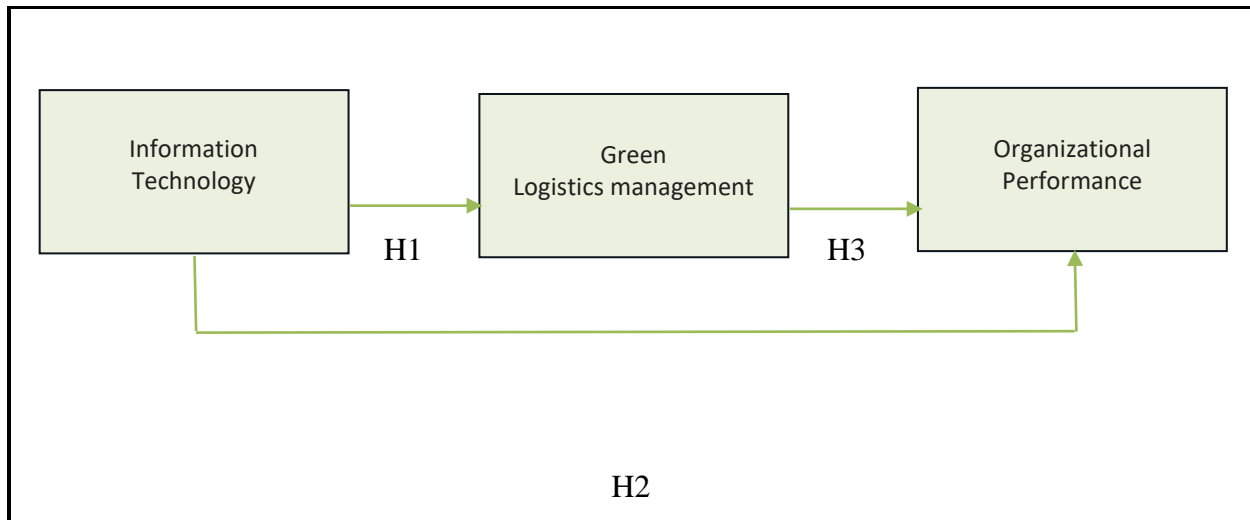 Information
Technology
Green
Logistics management
Organizational
Performance
H1
H3
H2